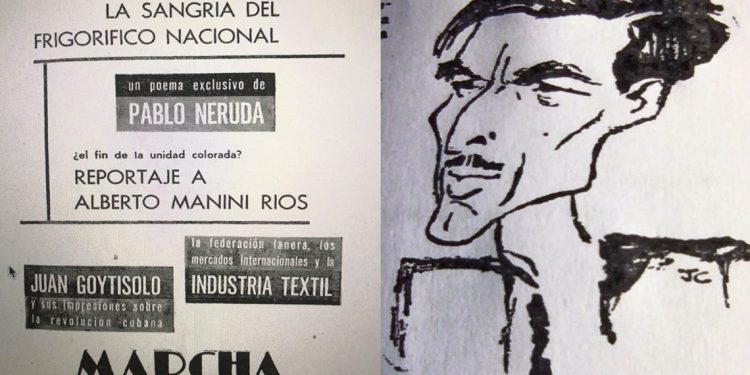 LA SANGRIA DEL
FRIGORIFICO NACIONAL
un poema exclusivo de
PABLO NERUDA
¿el fin de la unidad colorada?
REPORTAJE A
ALBERTO MANINI RIOS
la federación lanera, los
mercados internacionales y la
INDUSTRIA TEXTIL
JUAN GOYTISOLO
y sus impresiones sobre
la revolución cubana
MARCHA
JC